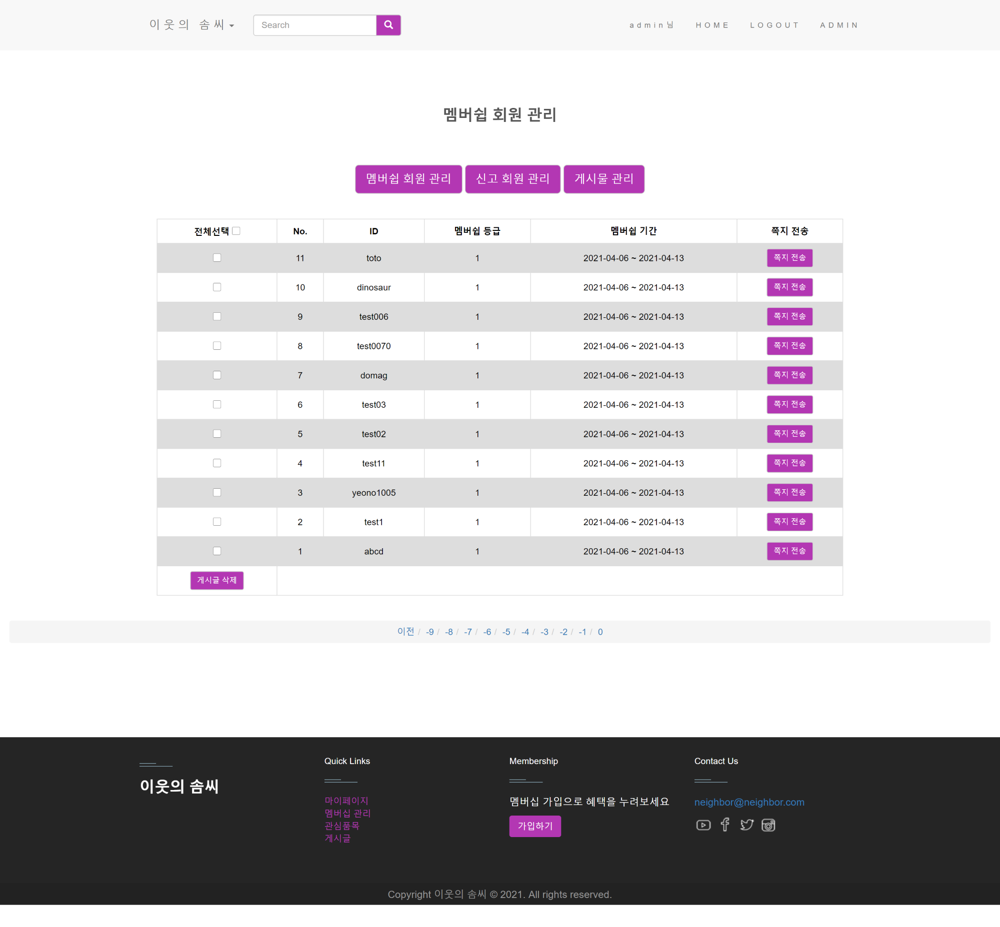 이웃의 솜씨 Search admin님 HOME LOGOUT ADMIN
멤버쉽 회원 관리
멤버쉽 회원 관리 신고 회원 관리 게시물 관리
전체선택 No. ID 멤버쉽 등급 멤버쉽 기간 쪽지 전송
11 toto 1 2021-04-06 ~ 2021-04-13 쪽지 전송
10 dinosaur 1 2021-04-06 ~ 2021-04-13 쪽지 전송
9 test006 1 2021-04-06 ~ 2021-04-13 쪽지 전송
8 test0070 1 2021-04-06 ~ 2021-04-13 쪽지 전송
7 domag 1 2021-04-06 ~ 2021-04-13 쪽지 전송
6 test03 1 2021-04-06 ~ 2021-04-13 쪽지 전송
5 test02 1 2021-04-06 ~ 2021-04-13 쪽지 전송
4 test11 1 2021-04-06 ~ 2021-04-13 쪽지 전송
3 yeono1005 1 2021-04-06 ~ 2021-04-13 쪽지 전송
2 test1 1 2021-04-06 ~ 2021-04-13 쪽지 전송
1 abcd 1 2021-04-06 ~ 2021-04-13 쪽지 전송
게시글 삭제
이전 / -9 / -8 / -7 / -6 / -5 / -4 / -3 / -2 / -1 / 0
이웃의 솜씨
Quick Links
마이페이지
멤버십 관리
관심품목
게시글
Membership
멤버십 가입으로 혜택을 누려보세요
가입하기
Contact Us
neighbor@neighbor.com
Copyright 이웃의 솜씨 © 2021. All rights reserved.